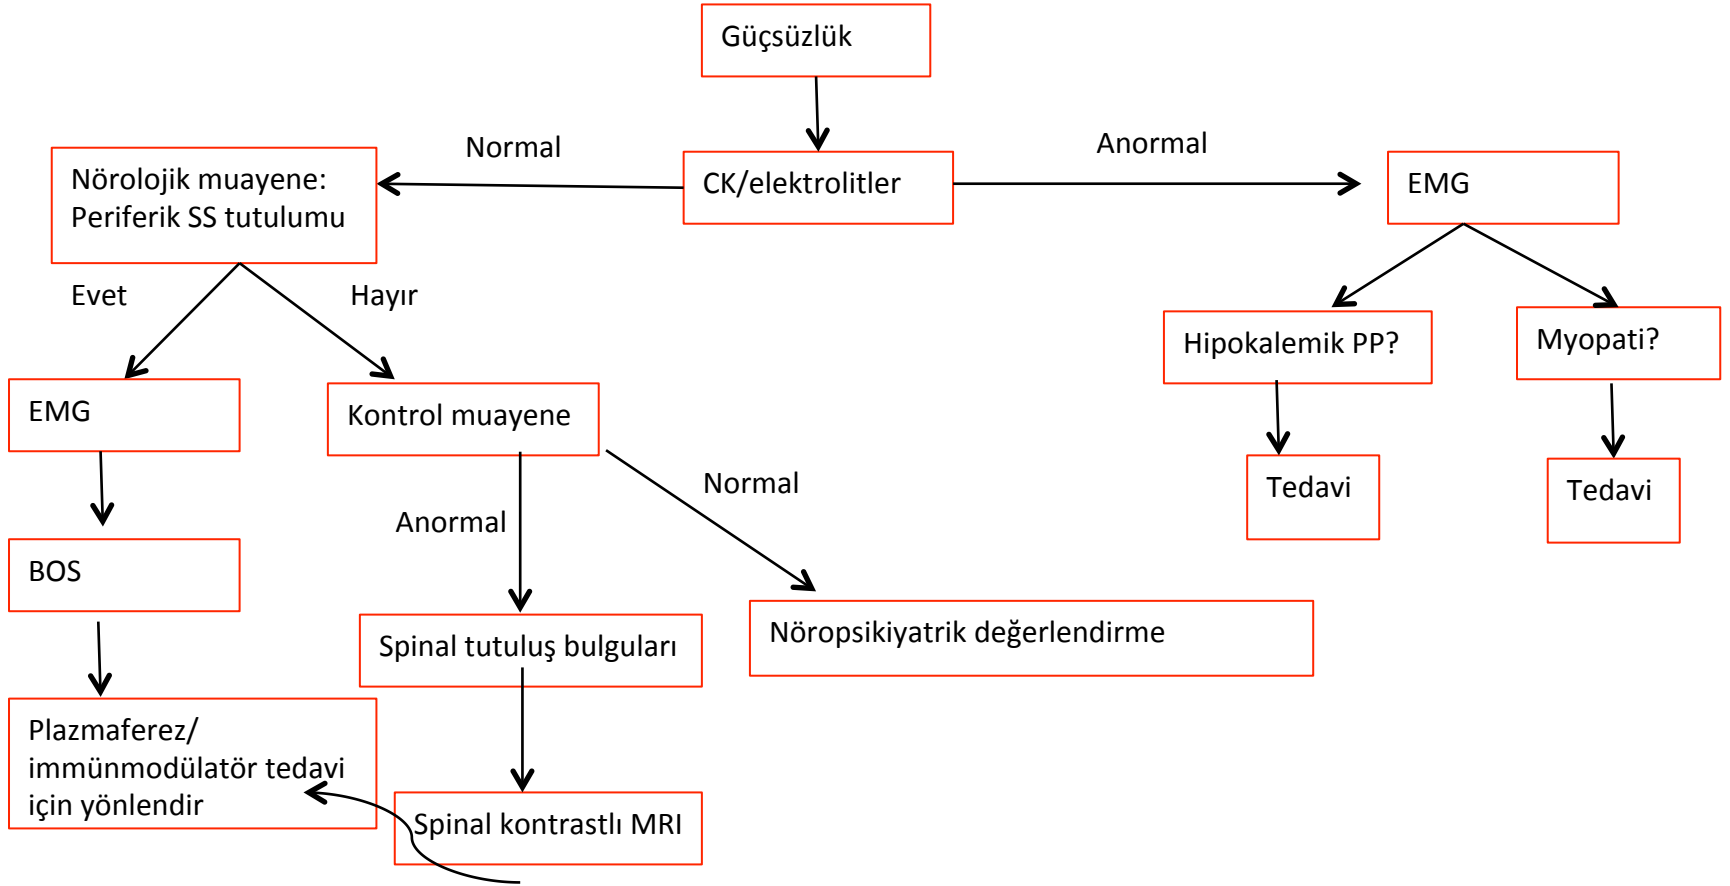 Güçsüzlük
Normal
Anormal
CK/elektrolitler
Nörolojik muayene:
Periferik SS tutulumu
EMG
Evet
Hayır
Hipokalemik PP?
Myopati?
EMG
Kontrol muayene
Tedavi
Tedavi
Normal
Anormal
BOS
Nöropsikiyatrik değerlendirme
Spinal tutuluş bulguları
Plazmaferez/
immünmodülatör tedavi
için yönlendir
Spinal kontrastlı MRI